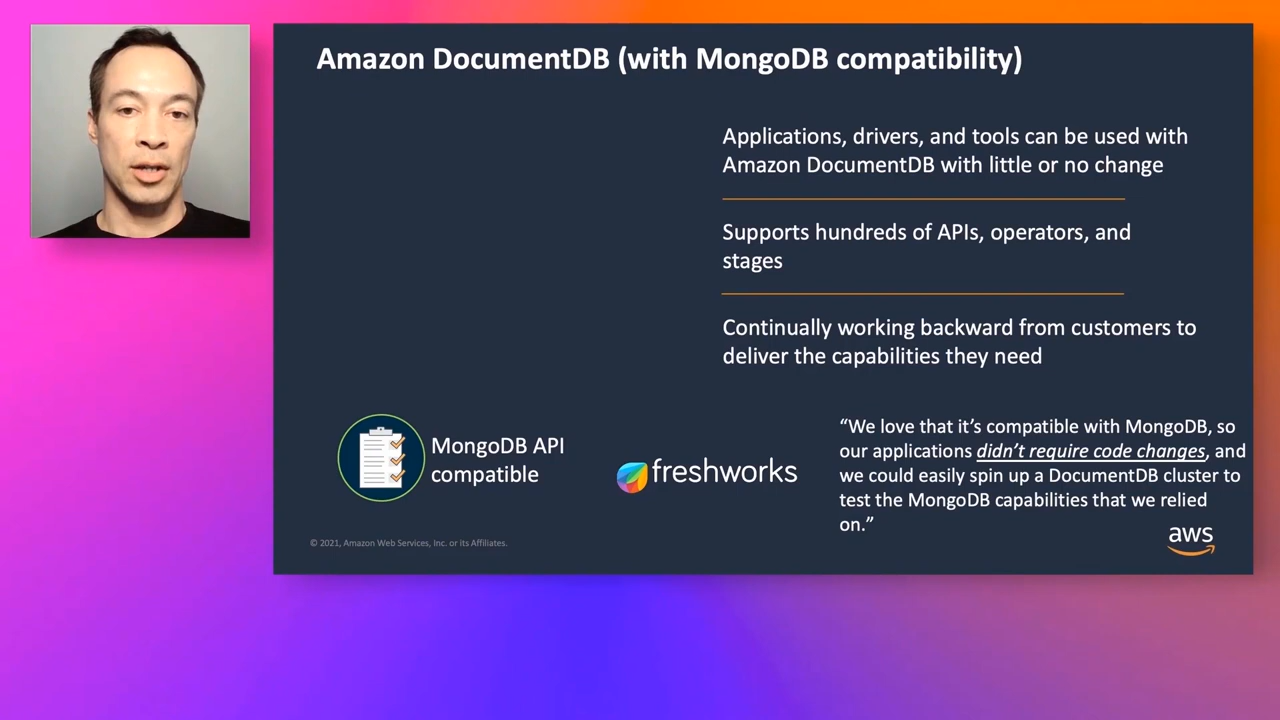 Amazon DocumentDB (with MongoDB compatibility)
Applications, drivers, and tools can be used with
Amazon DocumentDB with little or no change
Supports hundreds of APIs, operators, and
stages
Continually working backward from customers to
deliver the capabilities they need
MongoDB API
compatible
freshworks
“We love that it’s compatible with MongoDB, so
our applications didn’t require code changes, and
we could easily spin up a DocumentDB cluster to
test the MongoDB capabilities that we relied
on.”
© 2021, Amazon Web Services, Inc. or its Affiliates.
aws